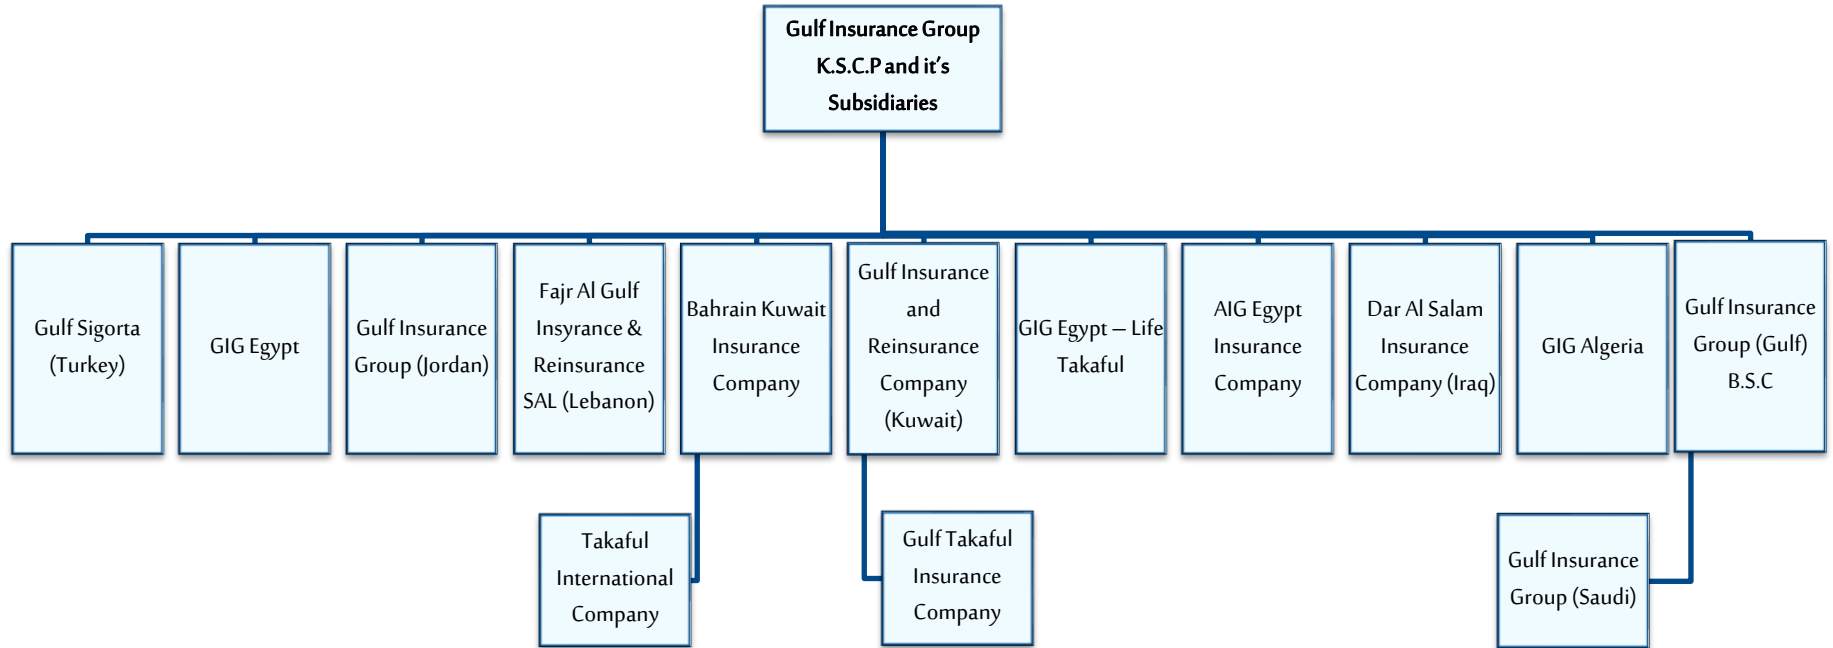 Gulf Insurance Group
K.S.C.P and it’s
Subsidiaries
Gulf Sigorta
(Turkey)
GIG Egypt
Gulf Insurance
Group (Jordan)
Fajr Al Gulf
Insyrance &
Reinsurance
SAL (Lebanon)
Bahrain Kuwait
Insurance
Company
Gulf Insurance
and
Reinsurance
Company
(Kuwait)
GIG Egypt – Life
Takaful
AIG Egypt
Insurance
Company
Dar Al Salam
Insurance
Company (Iraq)
GIG Algeria
Gulf Insurance
Group (Gulf)
B.S.C
Takaful
International
Company
Gulf Takaful
Insurance
Company
Gulf Insurance
Group (Saudi)